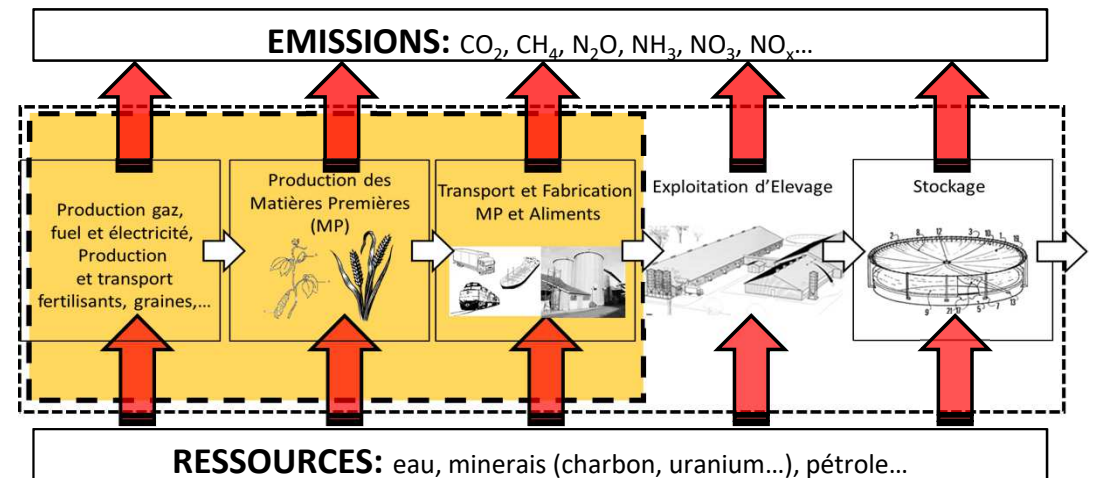 EMISSIONS: CO2, CH4, N2O, NH3, NO3, NOx…
Production gaz,
fuel et électricité,
Production
et transport
fertilisants, graines,…
Production des
Matières Premières
(MP)
Transport et Fabrication
MP et Aliments
Exploitation d'Elevage
Stockage
RESSOURCES: eau, minerais (charbon, uranium…), pétrole…